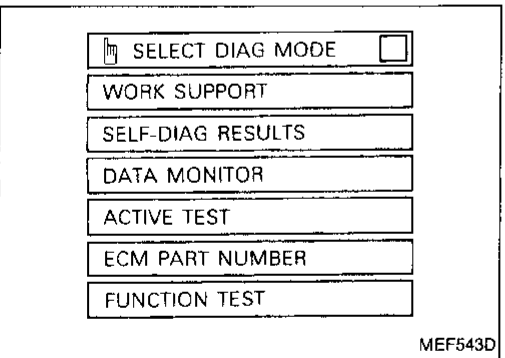 SELECT DIAG MODE
WORK SUPPORT
SELF-DIAG RESULTS
DATA MONITOR
ACTIVE TEST
ECM PART NUMBER
FUNCTION TEST
MEF543D